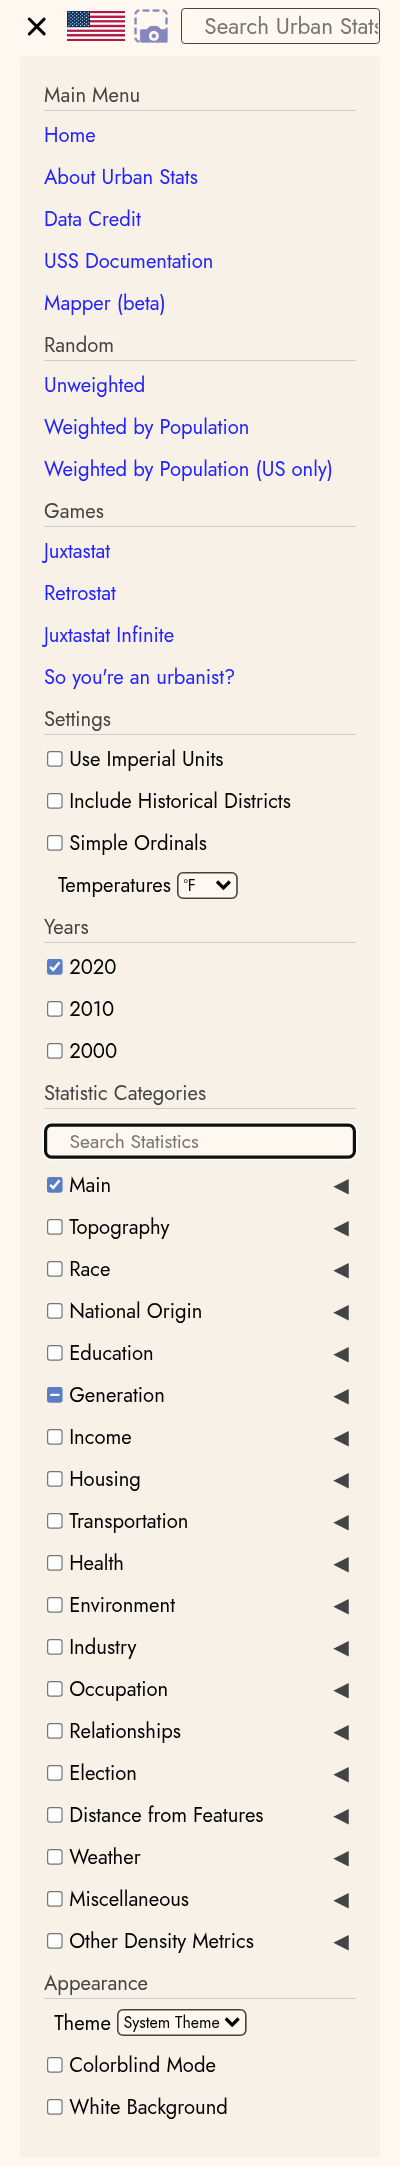 Search Urban Stats
Main Menu
Home
About Urban Stats
Data Credit
USS Documentation
Mapper (beta)
Random
Unweighted
Weighted by Population
Weighted by Population (US only)
Games
Juxtastat
Retrostat
Juxtastat Infinite
So you're an urbanist?
Settings
Use Imperial Units
Include Historical Districts
Simple Ordinals
Temperatures °F
Years
2020
2010
2000
Statistic Categories
Search Statistics
Main
Topography
Race
National Origin
Education
Generation
Income
Housing
Transportation
Health
Environment
Industry
Occupation
Relationships
Election
Distance from Features
Weather
Miscellaneous
Other Density Metrics
Appearance
Theme System Theme
Colorblind Mode
White Background